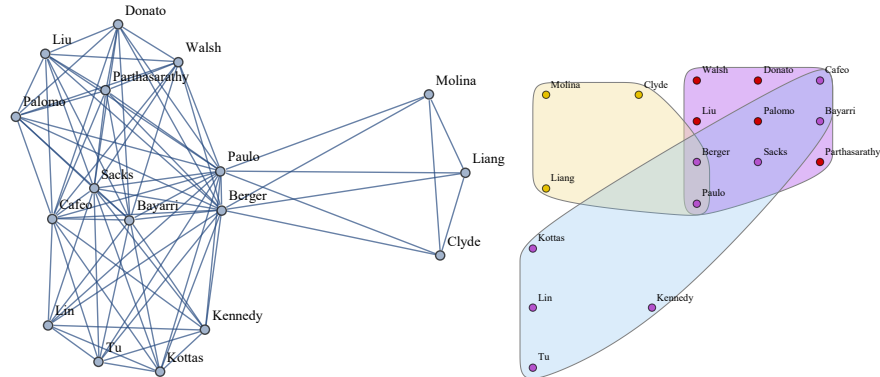 Donato
Liu
Walsh
Parthasarathy
Palomo
Molina
Paulo
Liang
Sacks
Berger
Cafeo
Bayarri
Clyde
Lin
Kennedy
Tu
Kottas
Molina
Clyde
Walsh
Donato
Cafeo
Liu
Palomo
Bayarri
Berger
Sacks
Parthasarathy
Liang
Paulo
Kottas
Lin
Kennedy
Tu